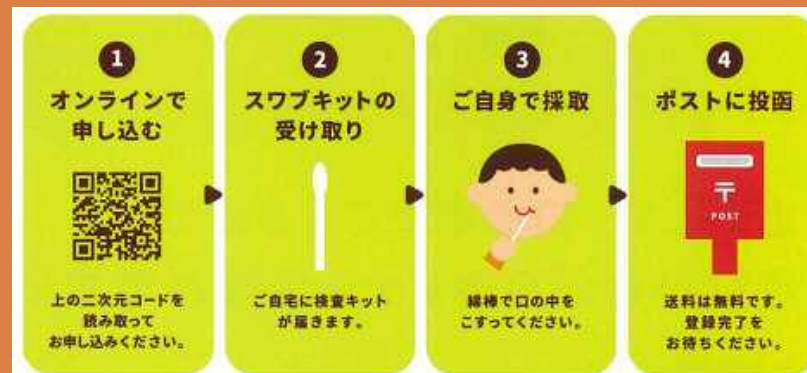 1
オンラインで
申し込む
上の二次元コードを
読み取って
お申し込みください。
2
スワブキットの
受け取り
ご自宅に検査キット
が届きます。
3
ご自身で採取
綿棒で口の中を
こすってください。
4
ポストに投函
〒
POST
送料は無料です。
登録完了を
お待ちください。